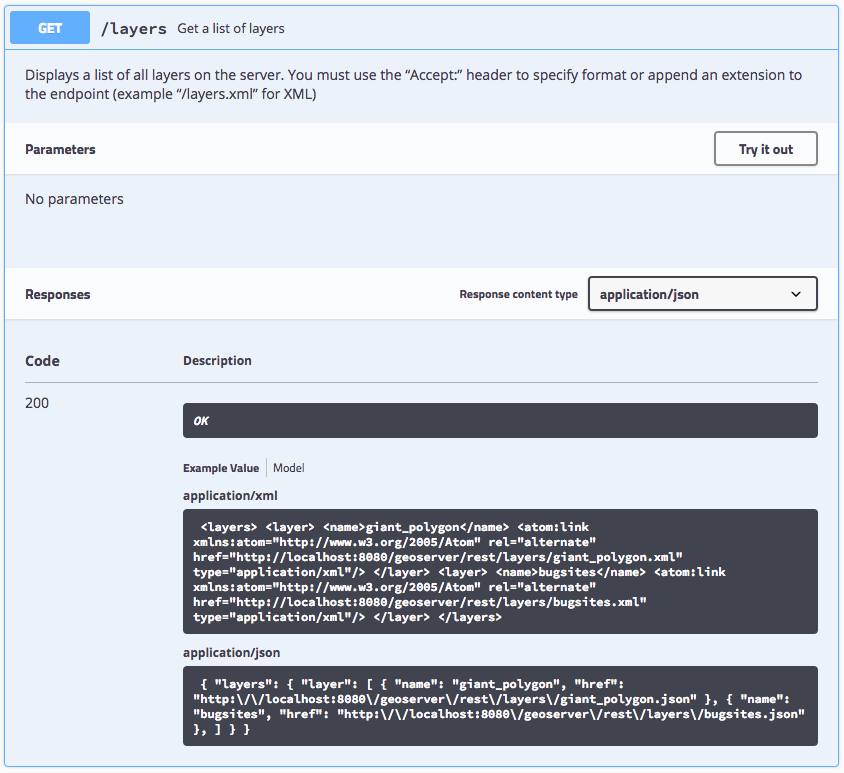 GET /layers Get a list of layers
Displays a list of all layers on the server. You must use the “Accept:” header to specify format or append an extension to
the endpoint (example “/layers.xml” for XML)
Parameters Try it out
No parameters
Responses Response content type application/json
Code Description
200
OK
Example Value Model
application/xml
<layers> <layer> <name>giant_polygon</name> <atom:link
xmlns:atom="http://www.w3.org/2005/Atom" rel="alternate"
href="http://localhost:8080/geoserver/rest/layers/giant_polygon.xml"
type="application/xml"/> </layer> <layer> <name>bugsites</name> <atom:link
xmlns:atom="http://www.w3.org/2005/Atom" rel="alternate"
href="http://localhost:8080/geoserver/rest/layers/bugsites.xml"
type="application/xml"/> </layer> </layers>
application/json
{ "layers": { "layer": [ { "name": "giant_polygon", "href":
"http:\/\/localhost:8080\/geoserver\/rest\/layers\/giant_polygon.json" }, { "name":
"bugsites", "href": "http:\/\/localhost:8080\/geoserver\/rest\/layers\/bugsites.json"
}, ] } }